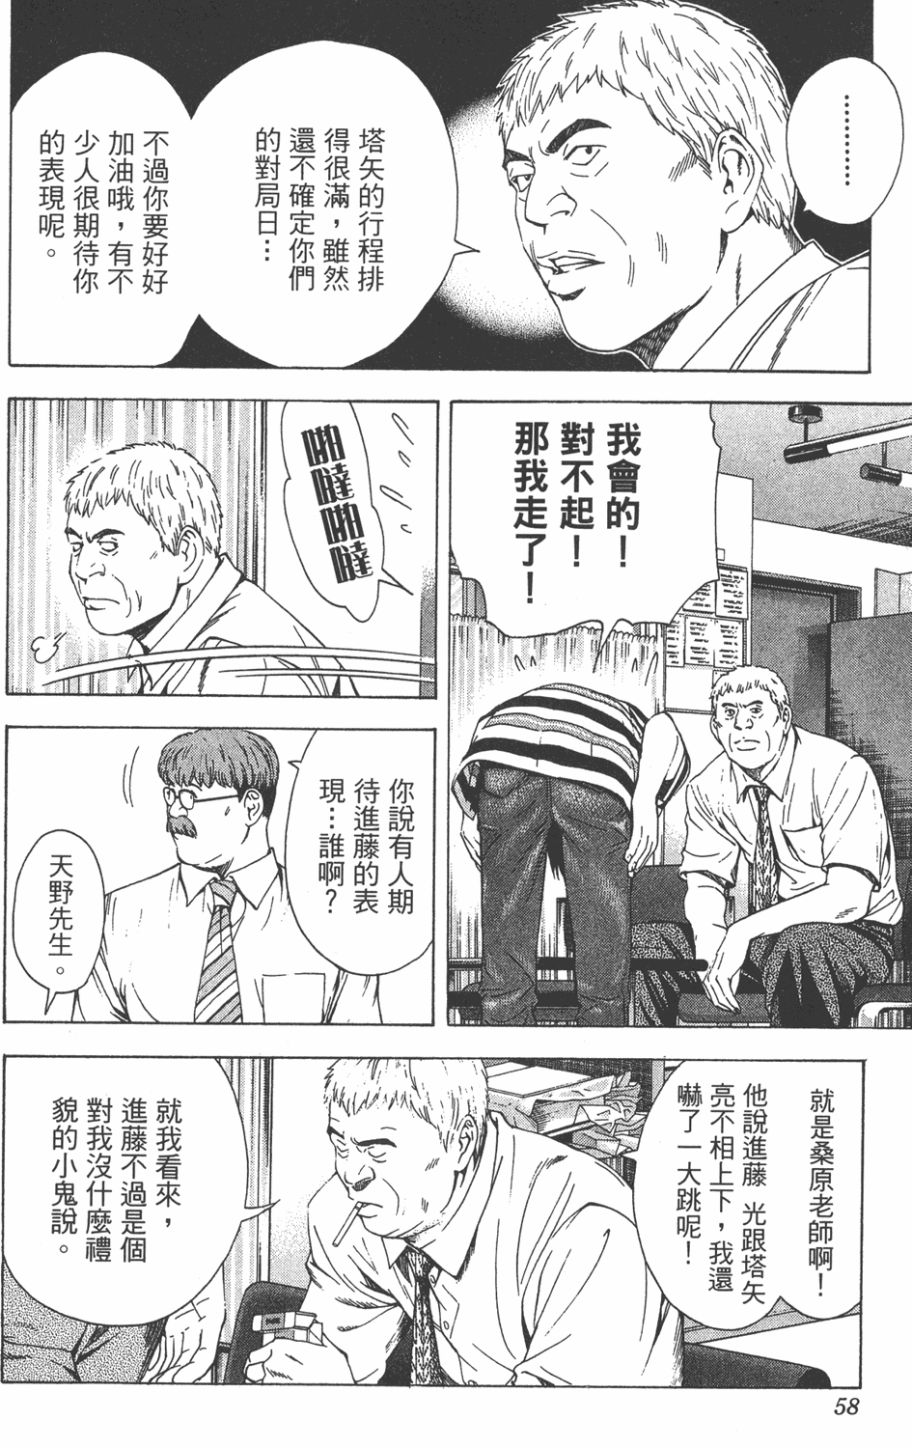 …………
塔矢的行程排
得很滿，雖然
還不確定你們
的對局日…
不過你要好好
加油哦，有不
少人很期待你
的表現呢。
我會的！
對不起！
那我走了！
啪噠啪噠
你說有人期
待進藤的表
現…誰啊？
天野先生。
就是桑原老師啊！
他說進藤 光跟塔矢
亮不相上下，我還
嚇了一大跳呢！
就我看來，
進藤不過是個
對我沒什麼禮
貌的小鬼說。
58